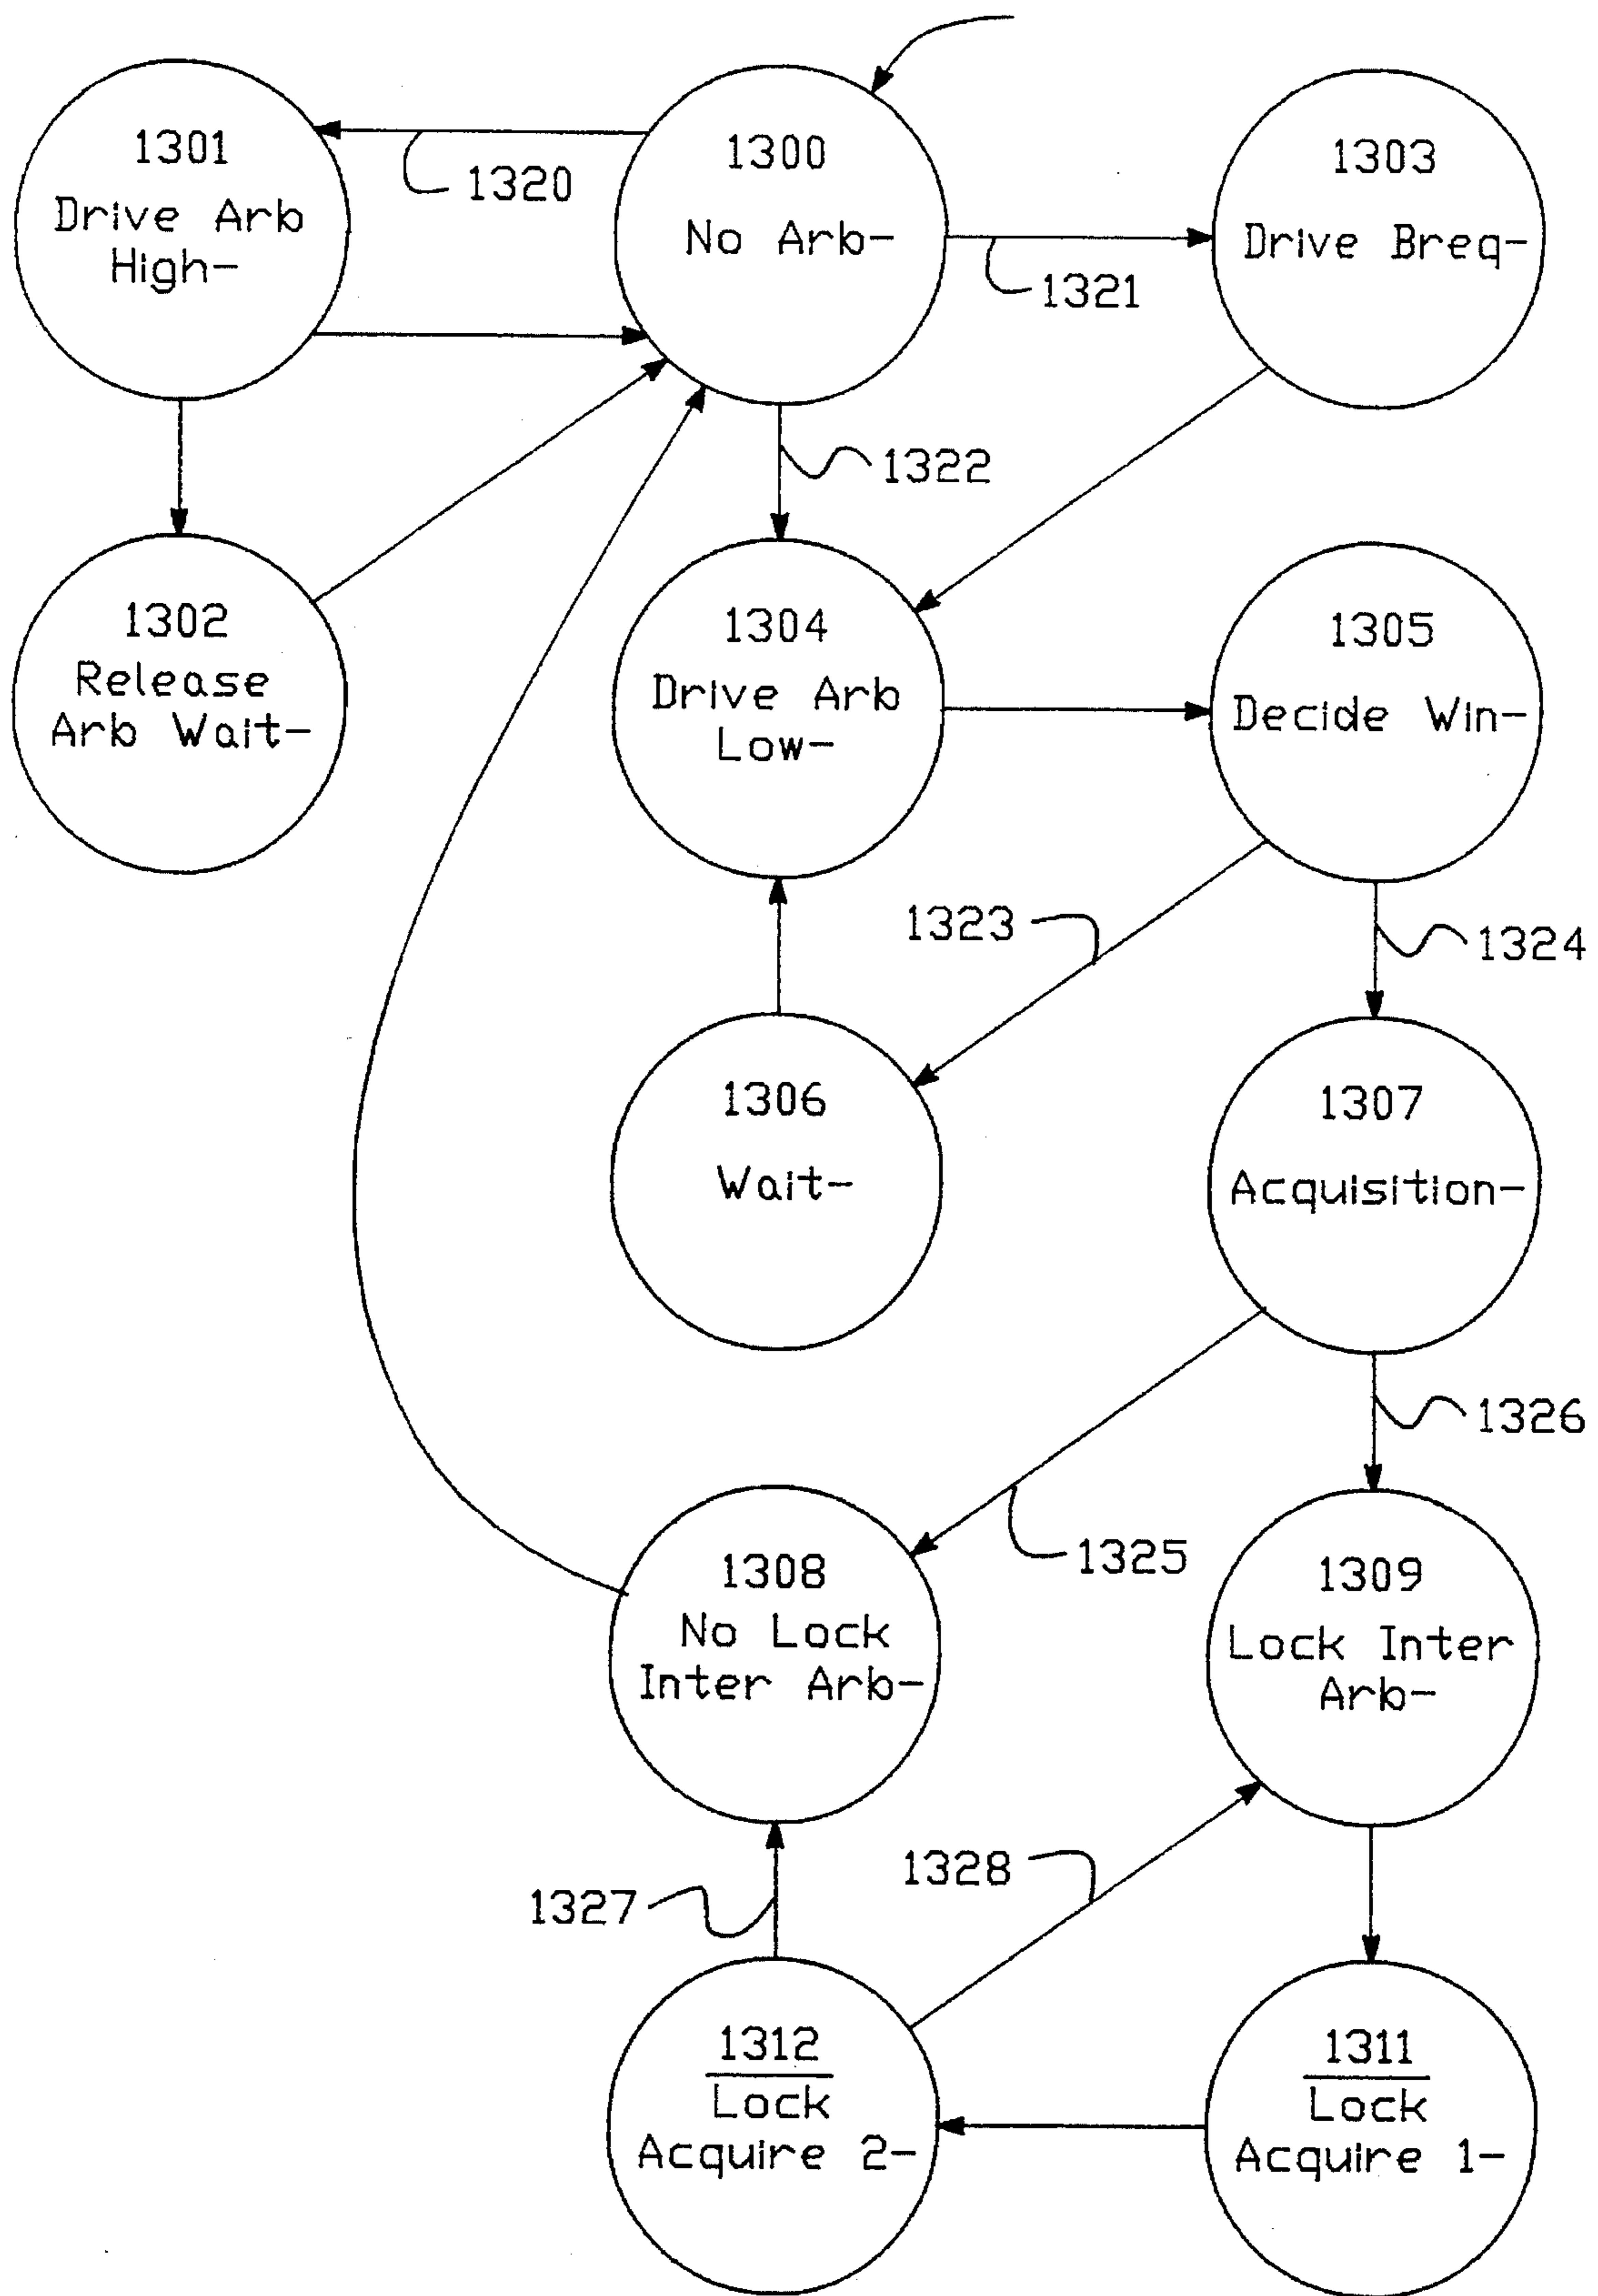 1301
Drive Arb
High-
1320
1300
No Arb-
1321
1303
Drive Breq-
1322
1302
Release
Arb Wait-
1304
Drive Arb
Low-
1305
Decide Win-
1323
1324
1306
Wait-
1307
Acquisition-
1326
1325
1308
No Lock
Inter Arb-
1309
Lock Inter
Arb-
1328
1327
1312
Lock
Acquire 2-
1311
Lock
Acquire 1-